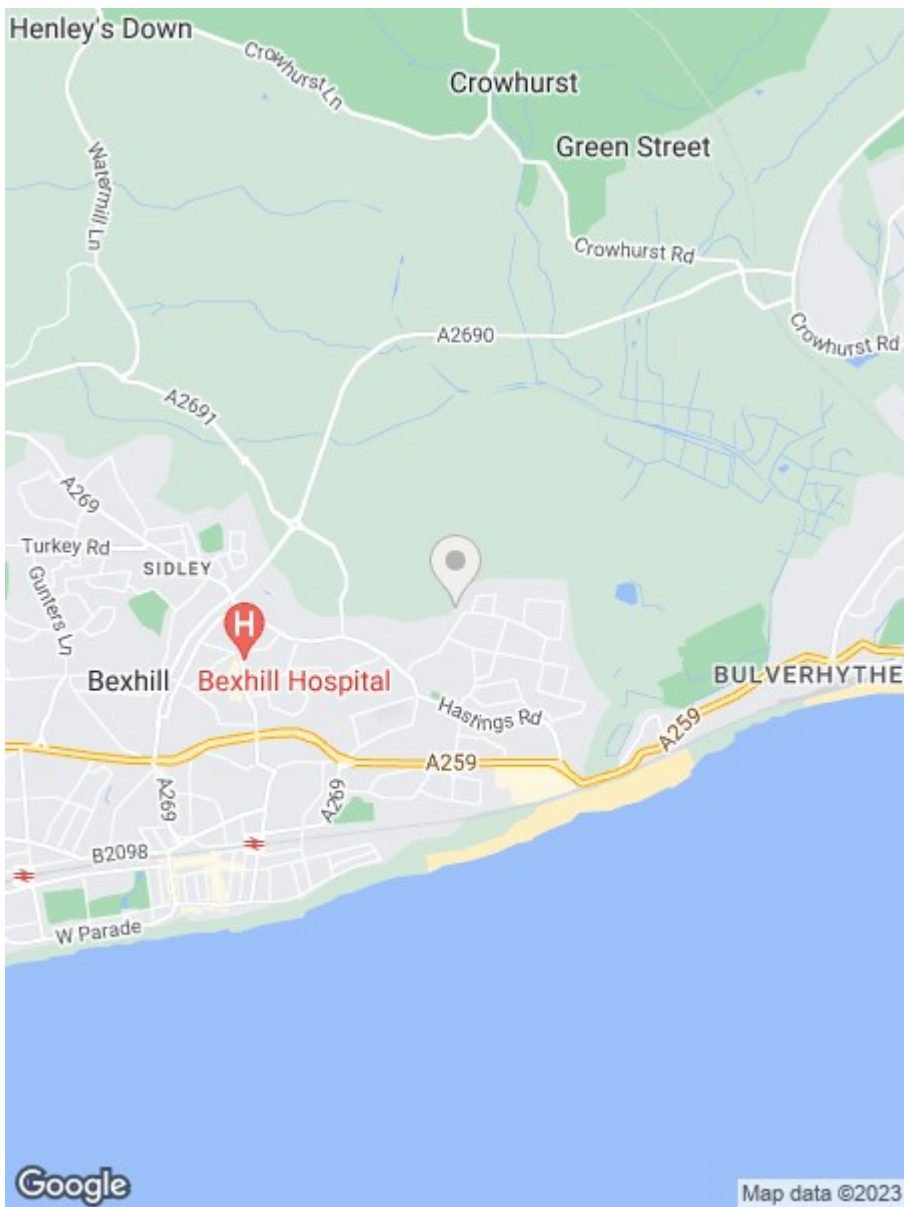 Henley's Down
Crowhurst Ln
Crowhurst
Green Street
Watermill Ln
Crowhurst Rd
A2690
Crowhurst Rd
A2691
A269
Turkey Rd
SIDLEY
Gunters Ln
H
Bexhill
Bexhill Hospital
BULVERHYTHE
Hastings Rd
A259
A259
A269
A269
B2098
W Parade
Google
Map data ©2023